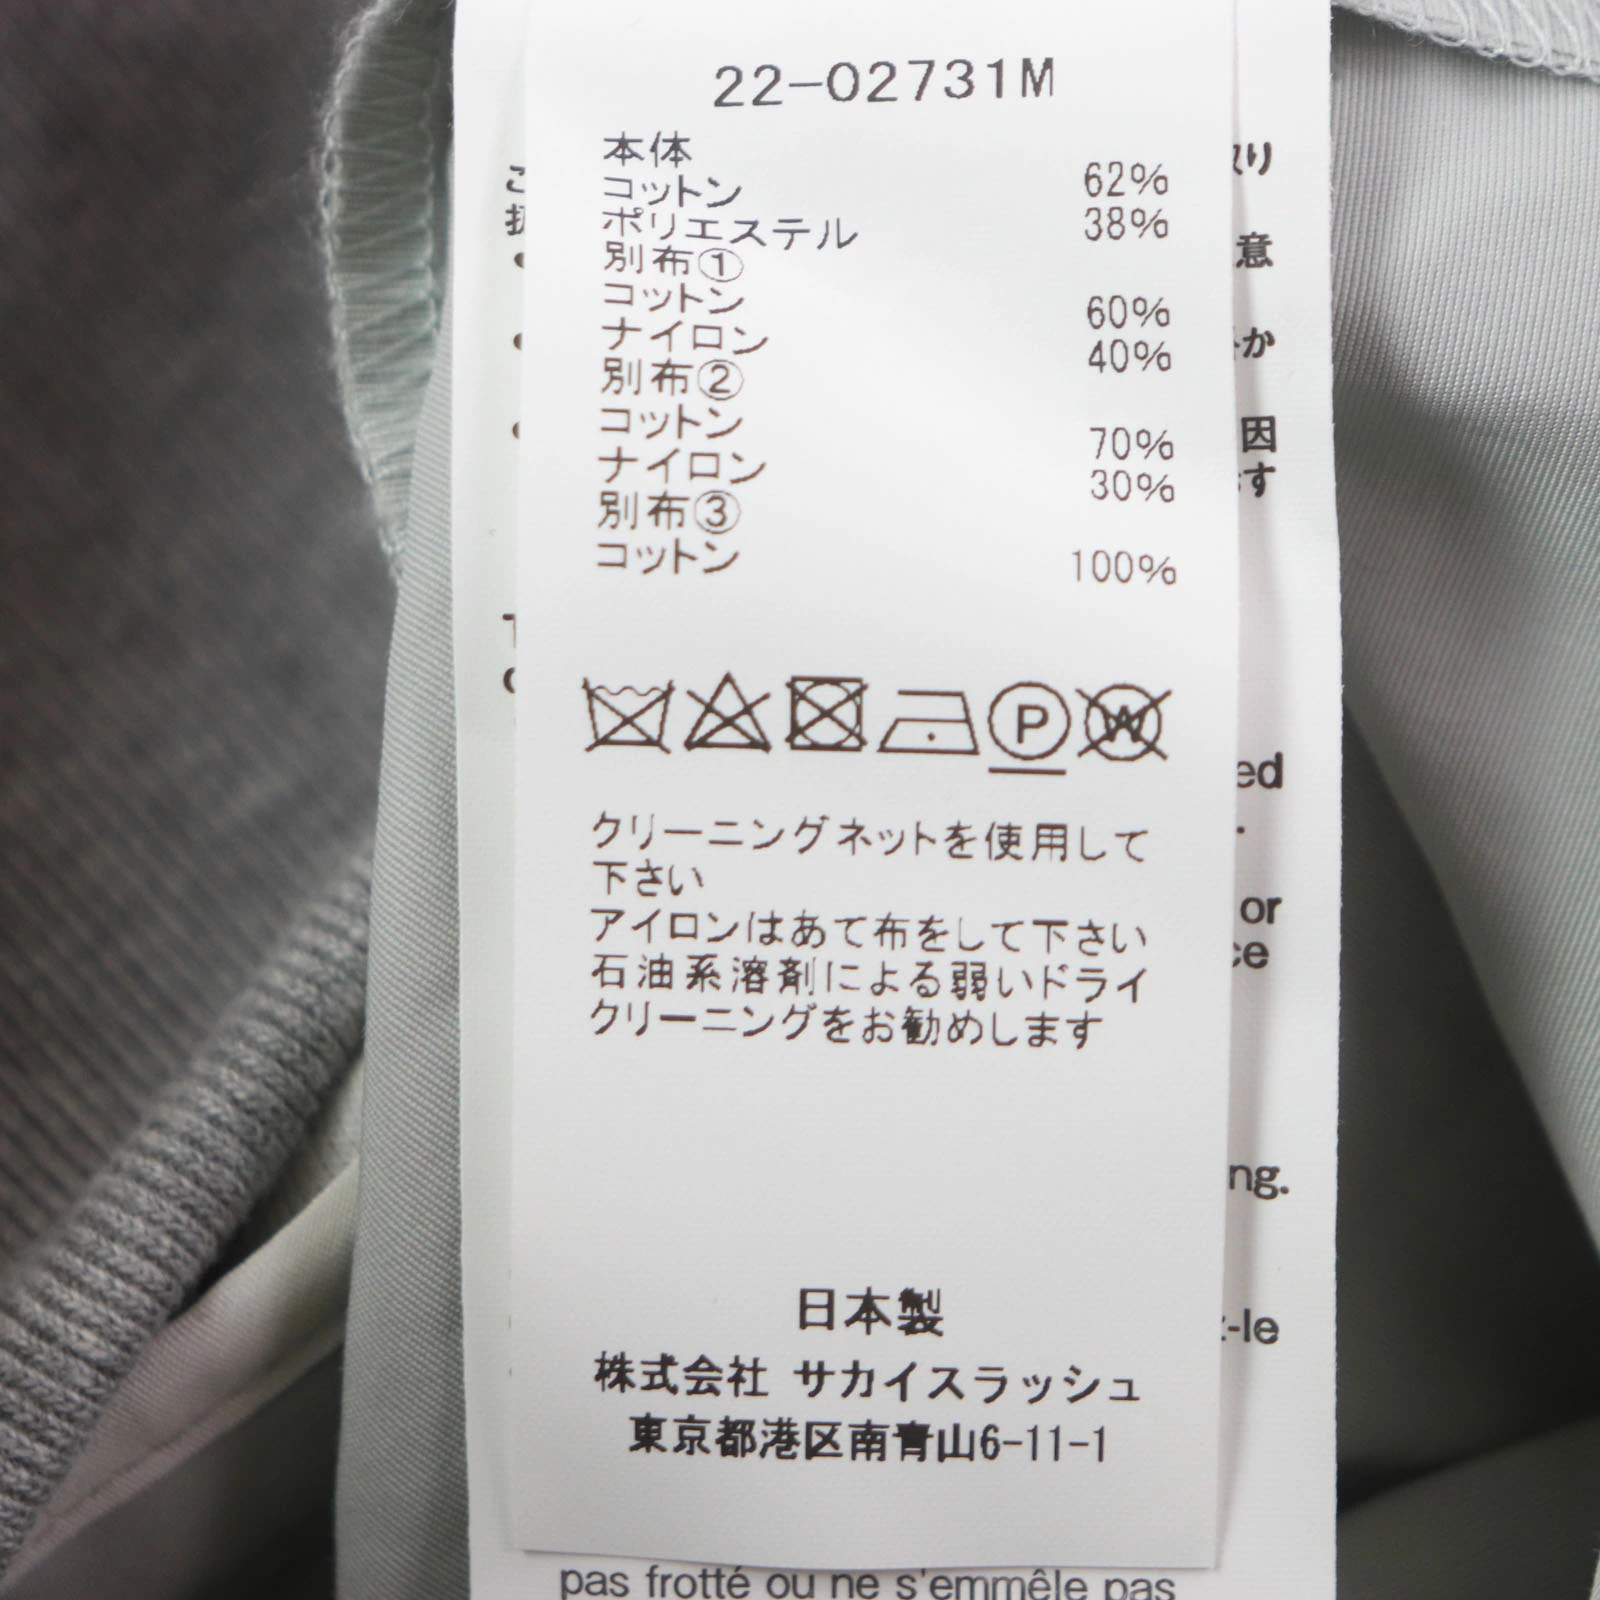 22-02731M
本体
コットン 62%
ポリエステル 38%
別布①
コットン 60%
ナイロン 40%
別布②
コットン 70%
ナイロン 30%
別布③
コットン 100%
P W
クリーニングネットを使用して
下さい
アイロンはあて布をして下さい
石油系溶剤による弱いドライ
クリーニングをお勧めします
日本製
株式会社 サカイスラッシュ
東京都港区南青山6-11-1
意
か
因
す
or
ng.
-le
pas frotté ou ne s'emmêle pas